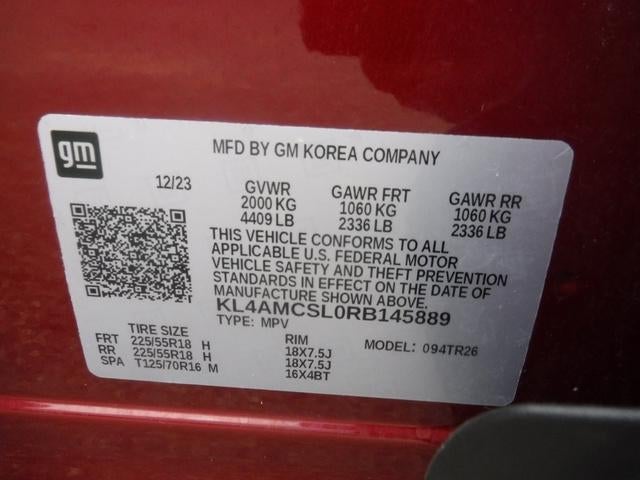 gm
MFD BY GM KOREA COMPANY
12/23
GVWR GAWR FRT GAWR RR
2000 KG 1060 KG 1060 KG
4409 LB 2336 LB 2336 LB
THIS VEHICLE CONFORMS TO ALL
APPLICABLE U.S. FEDERAL MOTOR
VEHICLE SAFETY AND THEFT PREVENTION
STANDARDS IN EFFECT ON THE DATE OF
MANUFACTURE SHOWN ABOVE.
KL4AMCSL0RB145889
TYPE: MPV
MODEL: 094TR26
TIRE SIZE RIM
FRT 225/55R18 H 18X7.5J
RR 225/55R18 H 18X7.5J
SPA T125/70R16 M 16X4BT